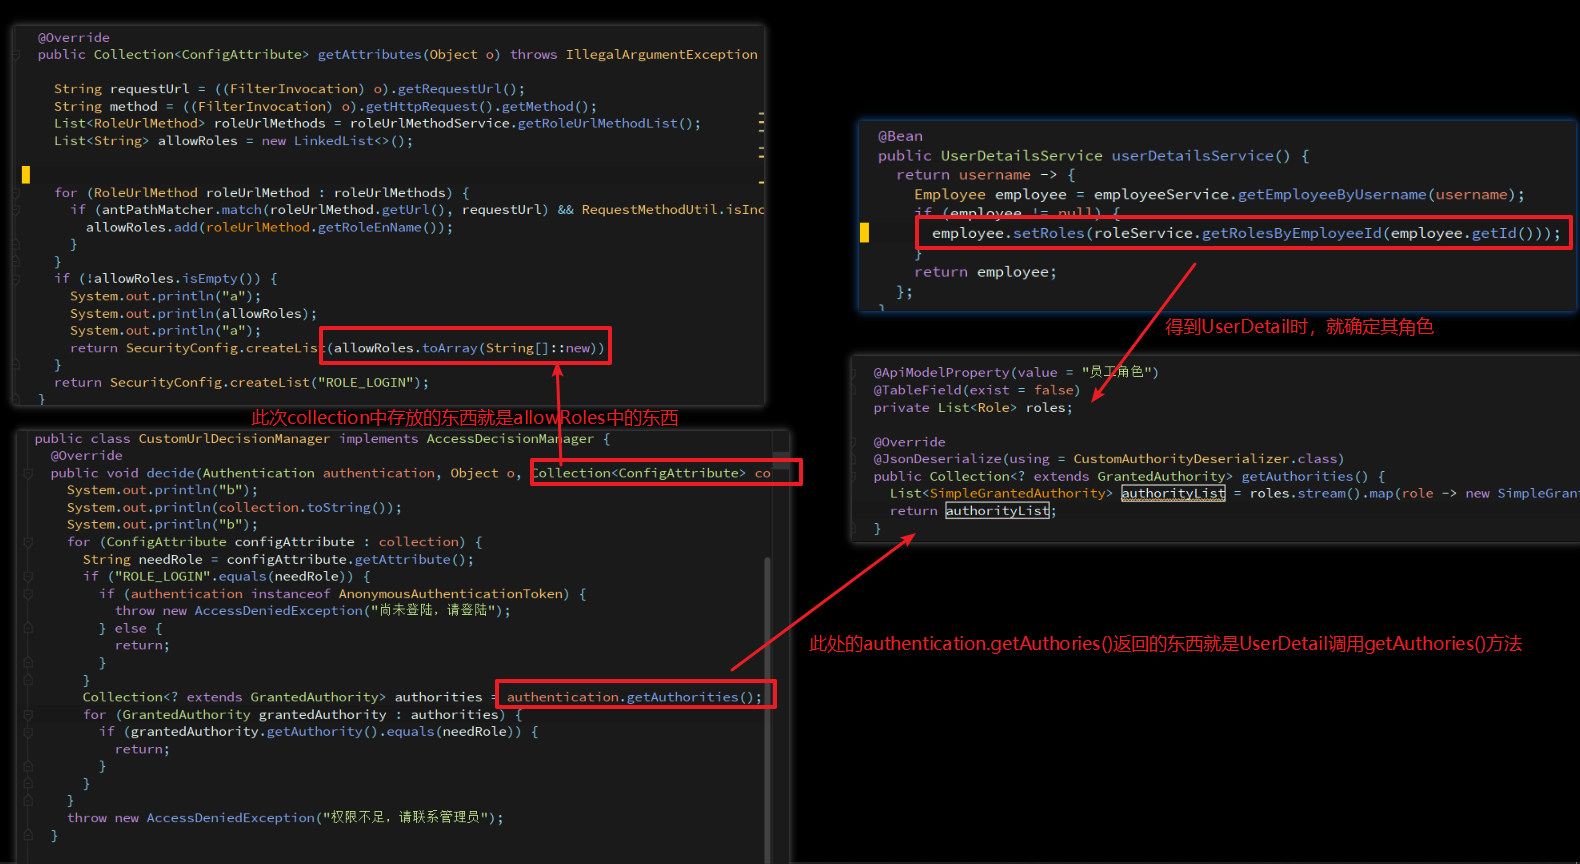 @Override
public Collection<ConfigAttribute> getAttributes(Object o) throws IllegalArgumentException
String requestUrl = ((FilterInvocation) o).getRequestUrl();
String method = ((FilterInvocation) o).getHttpRequest().getMethod();
List<RoleUrlMethod> roleUrlMethods = roleUrlMethodService.getRoleUrlMethodList();
List<String> allowRoles = new LinkedList<>();
for (RoleUrlMethod roleUrlMethod : roleUrlMethods) {
if (antPathMatcher.match(roleUrlMethod.getUrl(), requestUrl) && RequestMethodUtil.isInc
allowRoles.add(roleUrlMethod.getRoleEnName());
}
}
if (!allowRoles.isEmpty()) {
System.out.println("a");
System.out.println(allowRoles);
System.out.println("a");
return SecurityConfig.createList(allowRoles.toArray(String[]::new))
}
return SecurityConfig.createList("ROLE_LOGIN");
}
此次collection中存放的东西就是allowRoles中的东西
public class CustomUrlDecisionManager implements AccessDecisionManager {
@Override
public void decide(Authentication authentication, Object o, Collection<ConfigAttribute> co
System.out.println("b");
System.out.println(collection.toString());
System.out.println("b");
for (ConfigAttribute configAttribute : collection) {
String needRole = configAttribute.getAttribute();
if ("ROLE_LOGIN".equals(needRole)) {
if (authentication instanceof AnonymousAuthenticationToken) {
throw new AccessDeniedException("尚未登陆，请登陆");
} else {
return;
}
}
Collection<? extends GrantedAuthority> authorities = authentication.getAuthorities();
for (GrantedAuthority grantedAuthority : authorities) {
if (grantedAuthority.getAuthority().equals(needRole)) {
return;
}
}
}
throw new AccessDeniedException("权限不足，请联系管理员");
}
@Bean
public UserDetailsService userDetailsService() {
return username -> {
Employee employee = employeeService.getEmployeeByUsername(username);
if (employee != null) {
employee.setRoles(roleService.getRolesByEmployeeId(employee.getId()));
}
return employee;
};
}
得到UserDetail时，就确定其角色
@ApiModelProperty(value = "员工角色")
@TableField(exist = false)
private List<Role> roles;
@Override
@JsonDeserialize(using = CustomAuthorityDeserializer.class)
public Collection<? extends GrantedAuthority> getAuthorities() {
List<SimpleGrantedAuthority> authorityList = roles.stream().map(role -> new SimpleGrant
return authorityList;
}
此处的authentication.getAuthories()返回的东西就是UserDetail调用getAuthories()方法